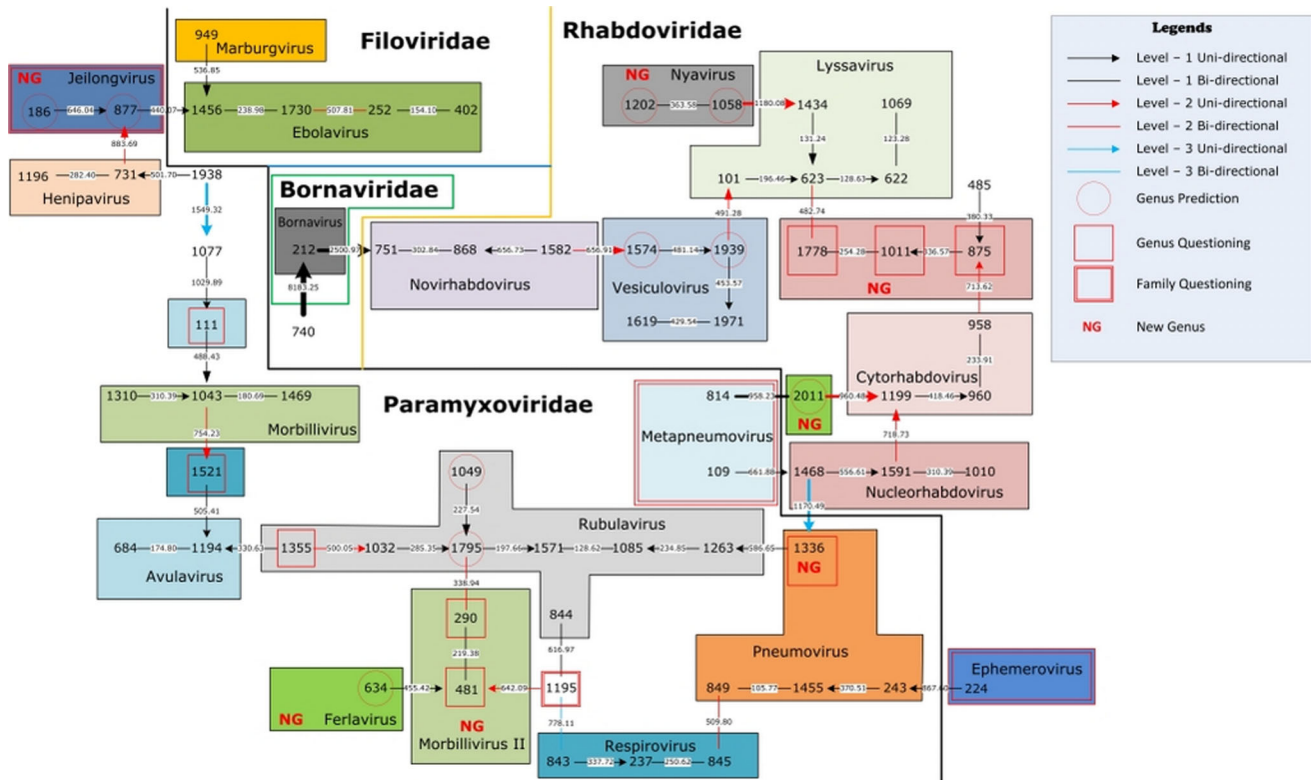 949
Marburgvirus
Filoviridae
Rhabdoviridae
Legends
536.85
Level – 1 Uni-directional
Level – 1 Bi-directional
Level – 2 Uni-directional
Level – 2 Bi-directional
Level – 3 Uni-directional
Level – 3 Bi-directional
Genus Prediction
Genus Questioning
Family Questioning
NG New Genus
NG Jeilongvirus
186 646.04 877 440.07 1456 238.98 1730 507.81 252 154.10 402
Ebolavirus
NG Nyavirus
1202 363.58 1058 1180.08 1434 1069
Lyssavirus
131.24 123.28
883.69
1196 282.40 731 501.70 1938
Henipavirus
101 196.46 623 128.63 622
1549.32
1077
1029.89
Bornaviridae
Bornavirus
212 2500.97 751 302.84 868 656.73 1582 656.91 1574 481.14 1939
8183.25
740
Novirhabdovirus
Vesiculovirus
491.28
453.57
1619 429.54 1971
482.74
485
380.33
1778 254.28 1011 336.57 875
NG
713.62
958
233.91
Cytorhabdovirus
1199 418.46 960
111
488.43
1310 310.39 1043 180.69 1469
Morbillivirus
754.23
1521
505.41
Paramyxoviridae
814 958.23 2011 960.48
NG
Metapneumovirus
718.73
109 661.88 1468 556.61 1591 310.39 1010
Nucleorhabdovirus
1170.49
1049
227.54
Rubulavirus
684 174.80 1194 330.63 1355 500.05 1032 285.35 1795 197.66 1571 128.62 1085 234.85 1263 586.65 1336
NG
Avulavirus
338.94
290
844
219.38
616.97
Pneumovirus
Ephemerovirus
634 455.42 481 642.09 1195
849 105.77 1455 370.51 243 867.60 224
NG Ferlavirus
NG
Morbillivirus II
778.11
509.80
Respirovirus
843 337.72 237 250.62 845